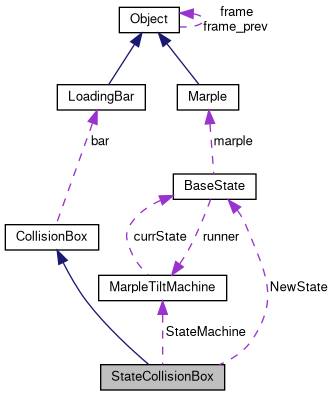 Object
frame
frame_prev
LoadingBar
Marple
bar
marple
BaseState
CollisionBox
currState
runner
MarpleTiltMachine
NewState
StateMachine
StateCollisionBox